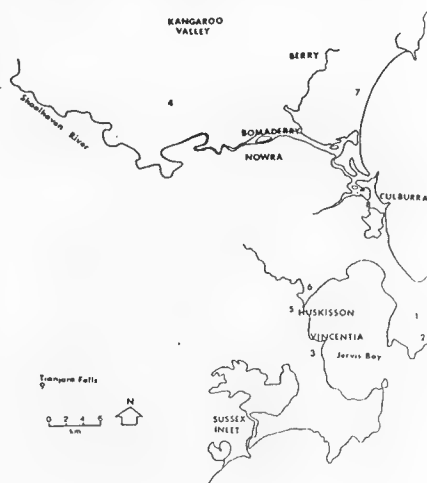 KANGAROO
VALLEY
BERRY
7
4
Shoalhaven River
BOMADERRY
NOWRA
CULBURRA
8
6
5
HUSKISSON
1
VINCENTIA
2
3
Jervis Bay
Tianjara Falls
9
N
0 2 4 6
km
SUSSEX
INLET